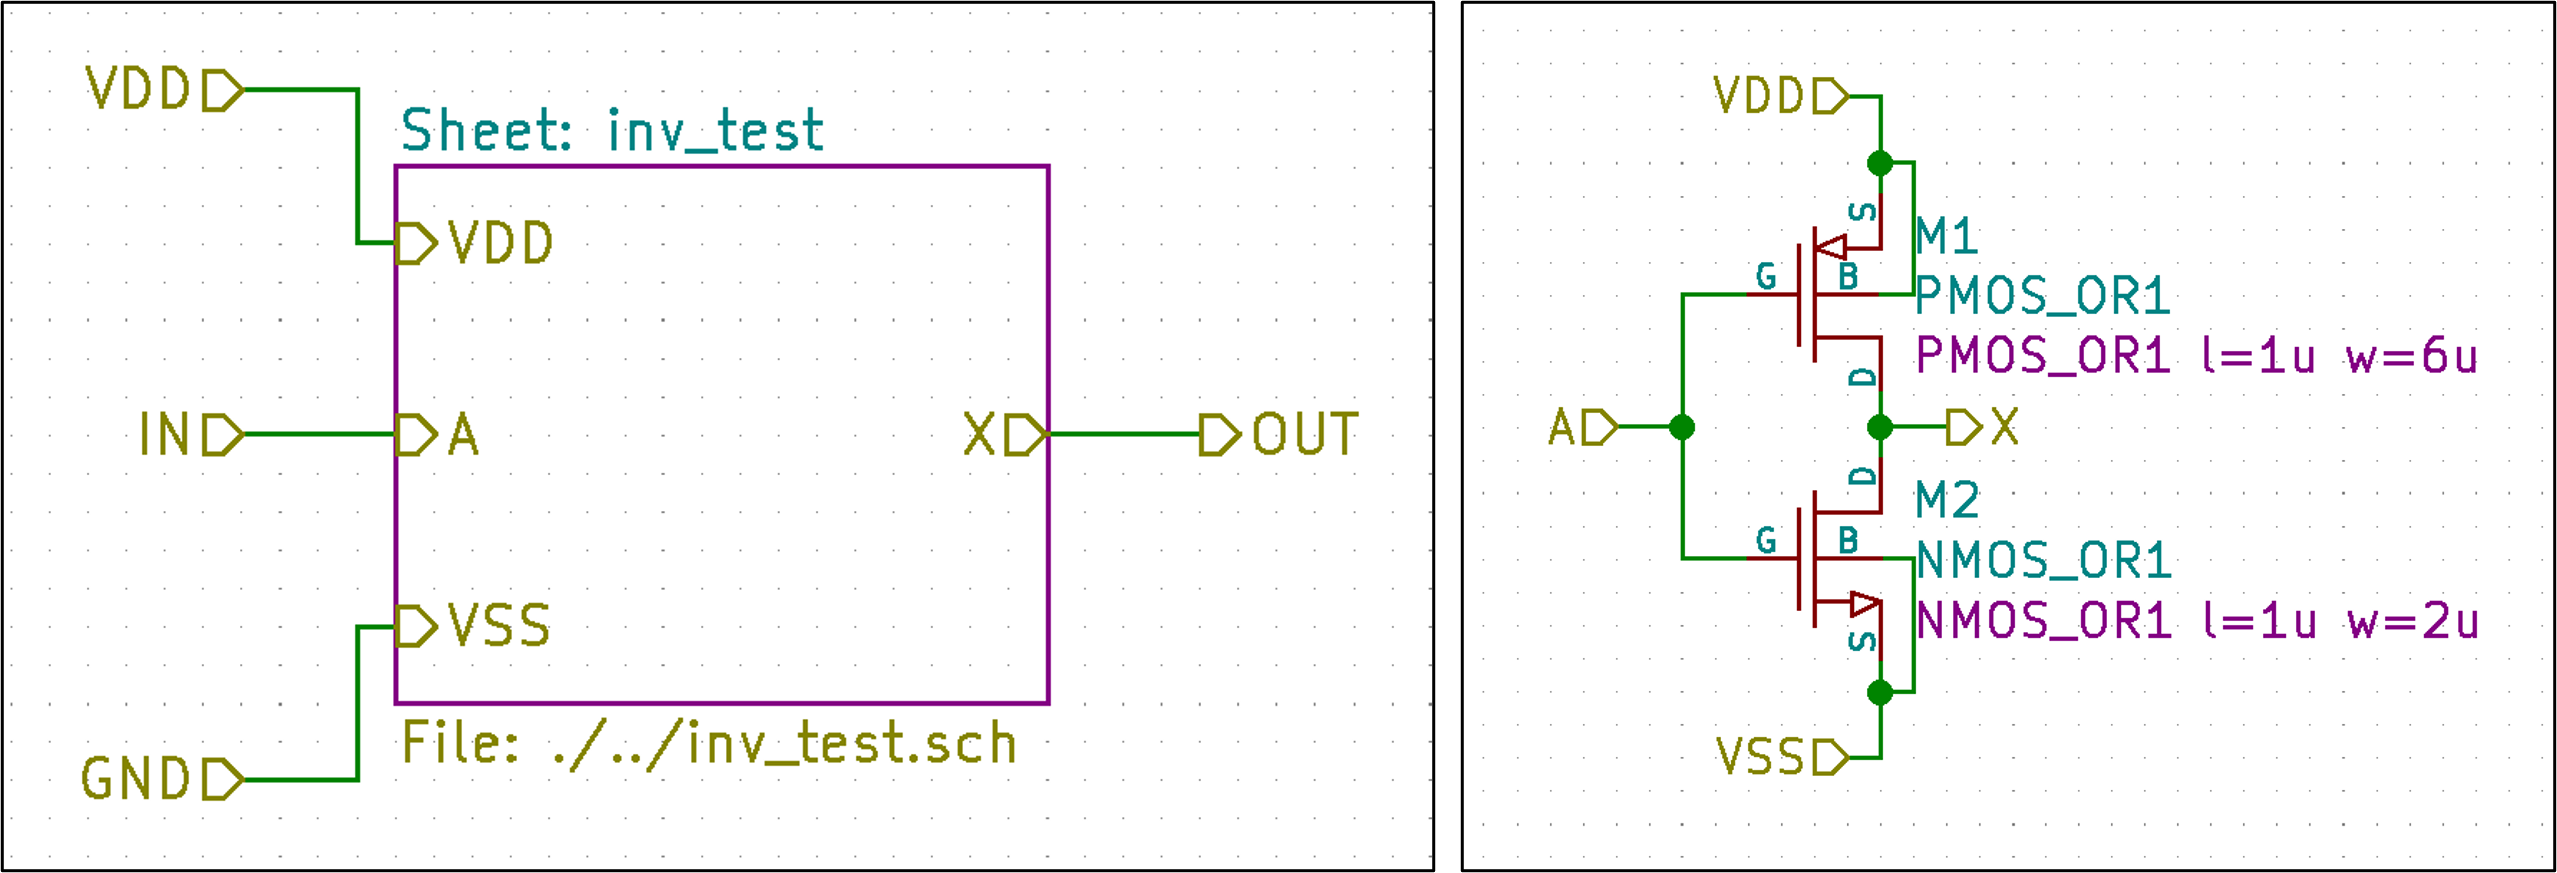 VDD
Sheet: inv_test
VDD
IN
A
X
OUT
VSS
GND
File: ./../inv_test.sch
VDD
S
M1
G
B
PMOS_OR1
PMOS_OR1 l=1u w=6u
D
A
X
D
M2
G
B
NMOS_OR1
NMOS_OR1 l=1u w=2u
S
VSS